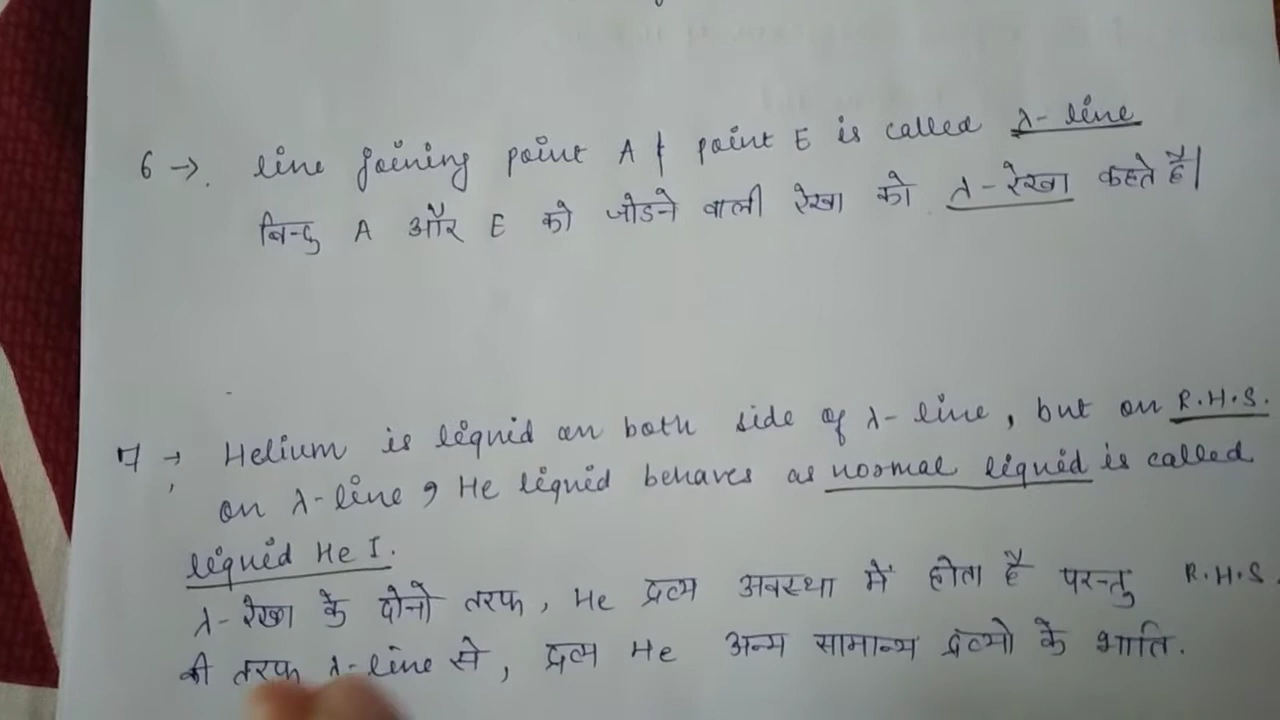 6 → line joining point A & point E is called λ- line
बिन्दु A और E को जोडने वाली रेखा को λ-रेखा कहते है|
7 → Helium is liquid on both side of λ- line, but on R.H.S.
on λ-line, He liquid behaves as normal liquid is called
liquid He I.
λ-रेखा के दोनो तरफ, He द्रव्य अवस्था में होता है परन्तु R.H.S.
की तरफ λ-line से, द्रव्य He अन्य सामान्य द्रव्यो के भाति.